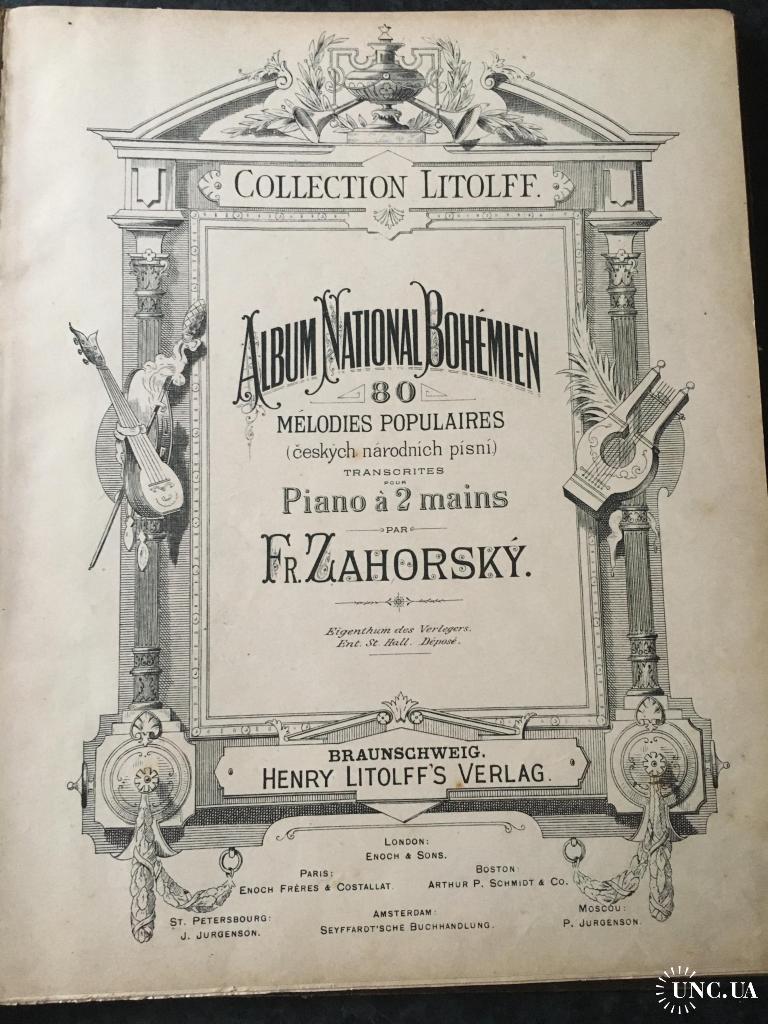 COLLECTION LITOLFF.
ALBUM NATIONAL BOHÉMIEN
80
MÉLODIES POPULAIRES
(českých národních písní)
TRANSCRITES
POUR
Piano à 2 mains
PAR
FR. ZAHORSKÝ.
Eigenthum des Verlegers.
Ent. St. Hall. Déposé.
BRAUNSCHWEIG.
HENRY LITOLFF'S VERLAG.
LONDON:
ENOCH & SONS.
PARIS:
ENOCH FRÈRES & COSTALLAT.
BOSTON:
ARTHUR P. SCHMIDT & CO.
ST. PETERSBOURG:
J. JURGENSON.
AMSTERDAM:
SEYFFARDT'SCHE BUCHHANDLUNG.
MOSCOU:
P. JURGENSON.
UNC.UA